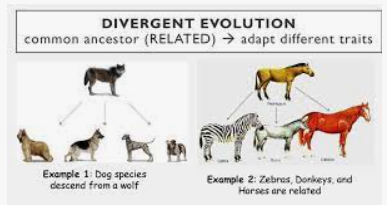 DIVERGENT EVOLUTION
common ancestor (RELATED) → adapt different traits
Example 1: Dog species
descend from a wolf
Example 2: Zebras, Donkeys, and
Horses are related